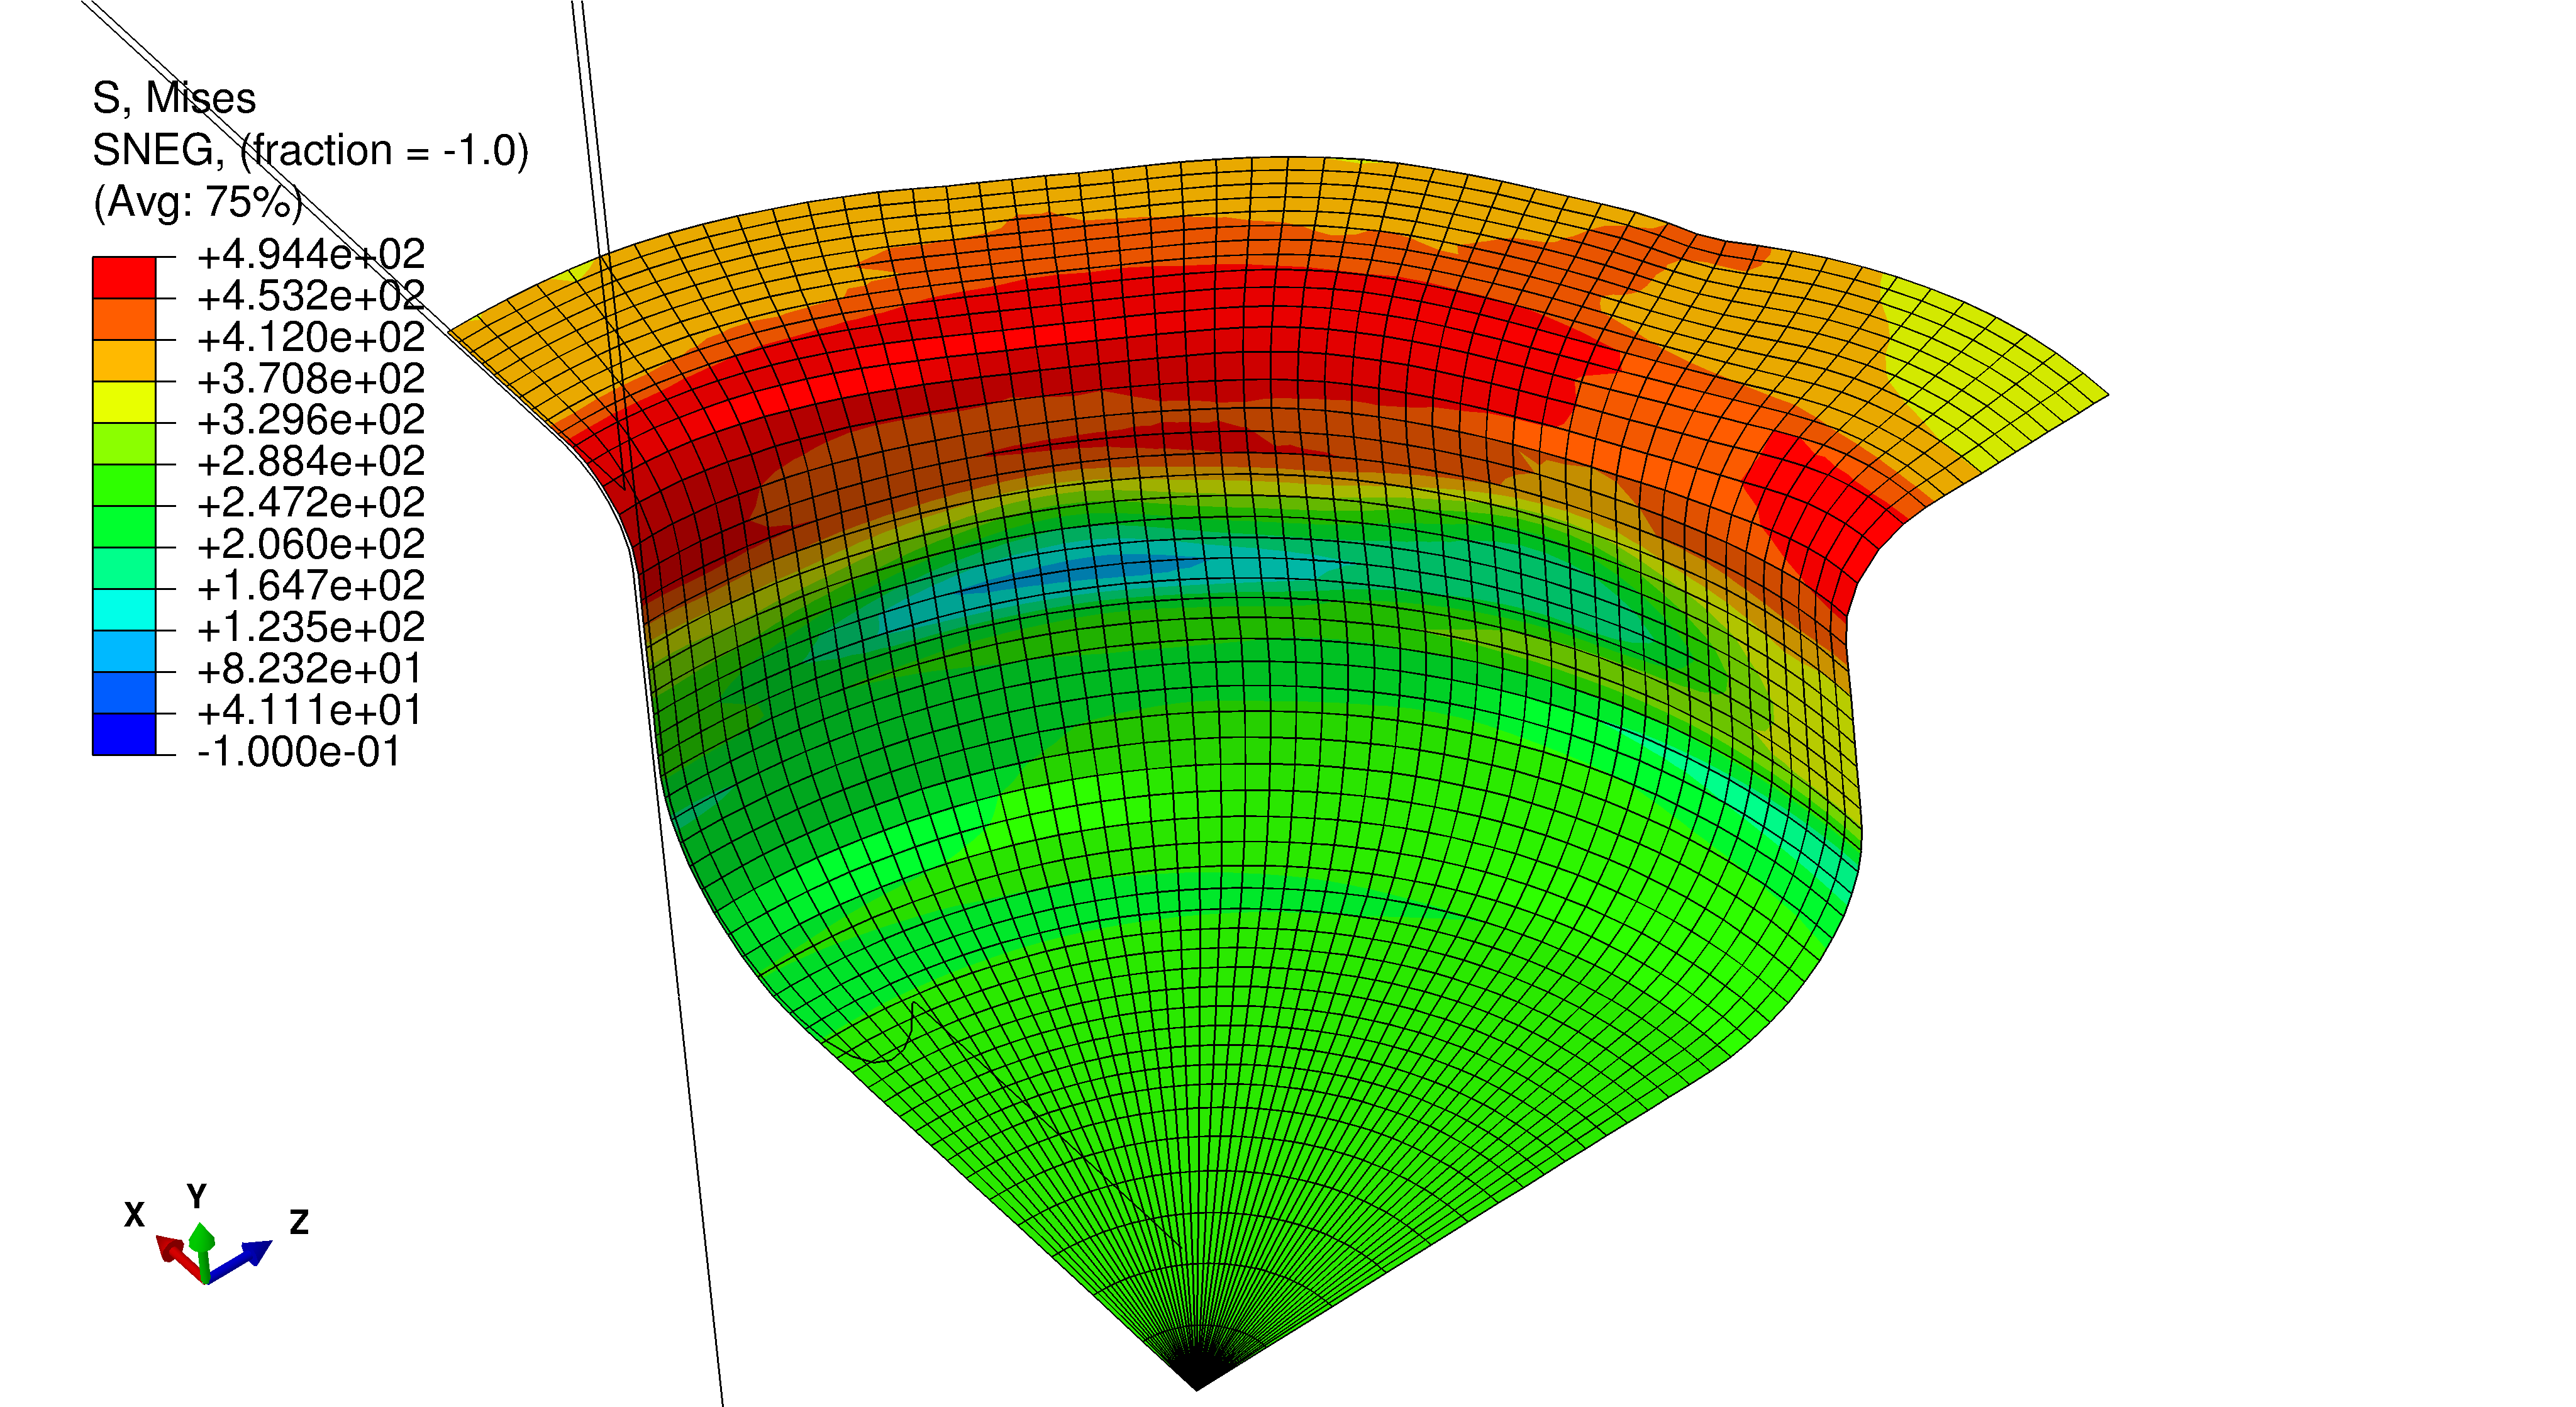 S, Mises
SNEG, (fraction = -1.0)
(Avg: 75%)
+4.944e+02
+4.532e+02
+4.120e+02
+3.708e+02
+3.296e+02
+2.884e+02
+2.472e+02
+2.060e+02
+1.647e+02
+1.235e+02
+8.232e+01
+4.111e+01
-1.000e-01
X Y Z